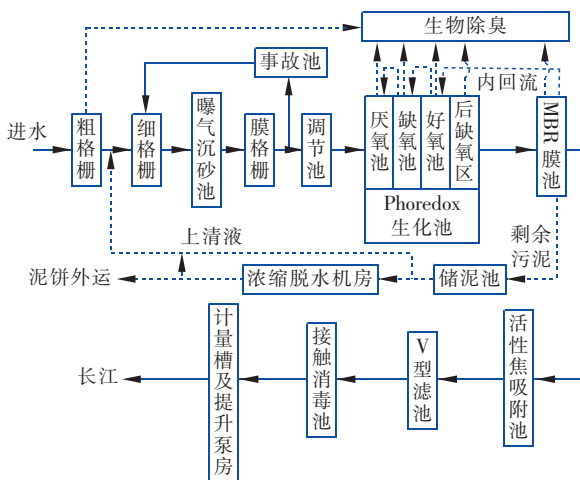 生物除臭
事故池
内回流
进水
粗格栅
细格栅
曝气沉砂池
膜格栅
调节池
厌氧池
缺氧池
好氧池
后缺氧区
MBR膜池
Phoredox
生化池
上清液
剩余
污泥
泥饼外运
浓缩脱水机房
储泥池
长江
计量槽及提升泵房
接触消毒池
V型滤池
活性焦吸附池